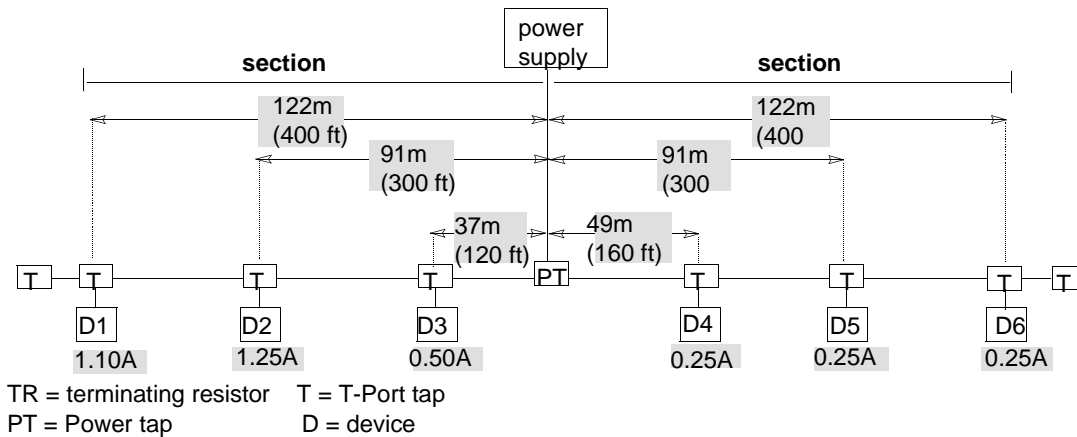 power
supply
section section
122m 122m
(400 ft) (400
91m 91m
(300 ft) (300
37m 49m
(120 ft) (160 ft)
PT
T T T T T T T T
D1 D2 D3 D4 D5 D6
1.10A 1.25A 0.50A 0.25A 0.25A 0.25A
TR = terminating resistor T = T-Port tap
PT = Power tap D = device